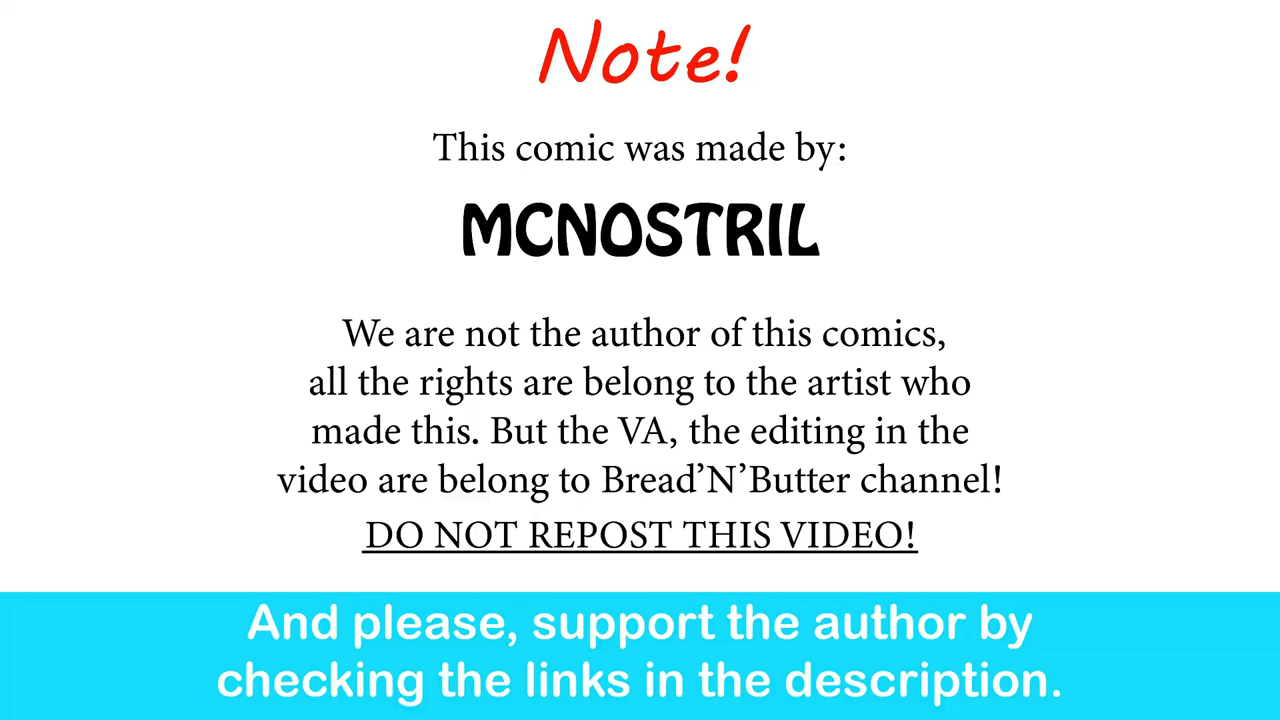 Note!
This comic was made by:
MCNOSTRIL
We are not the author of this comics,
all the rights are belong to the artist who
made this. But the VA, the editing in the
video are belong to Bread’N’Butter channel!
DO NOT REPOST THIS VIDEO!
And please, support the author by
checking the links in the description.